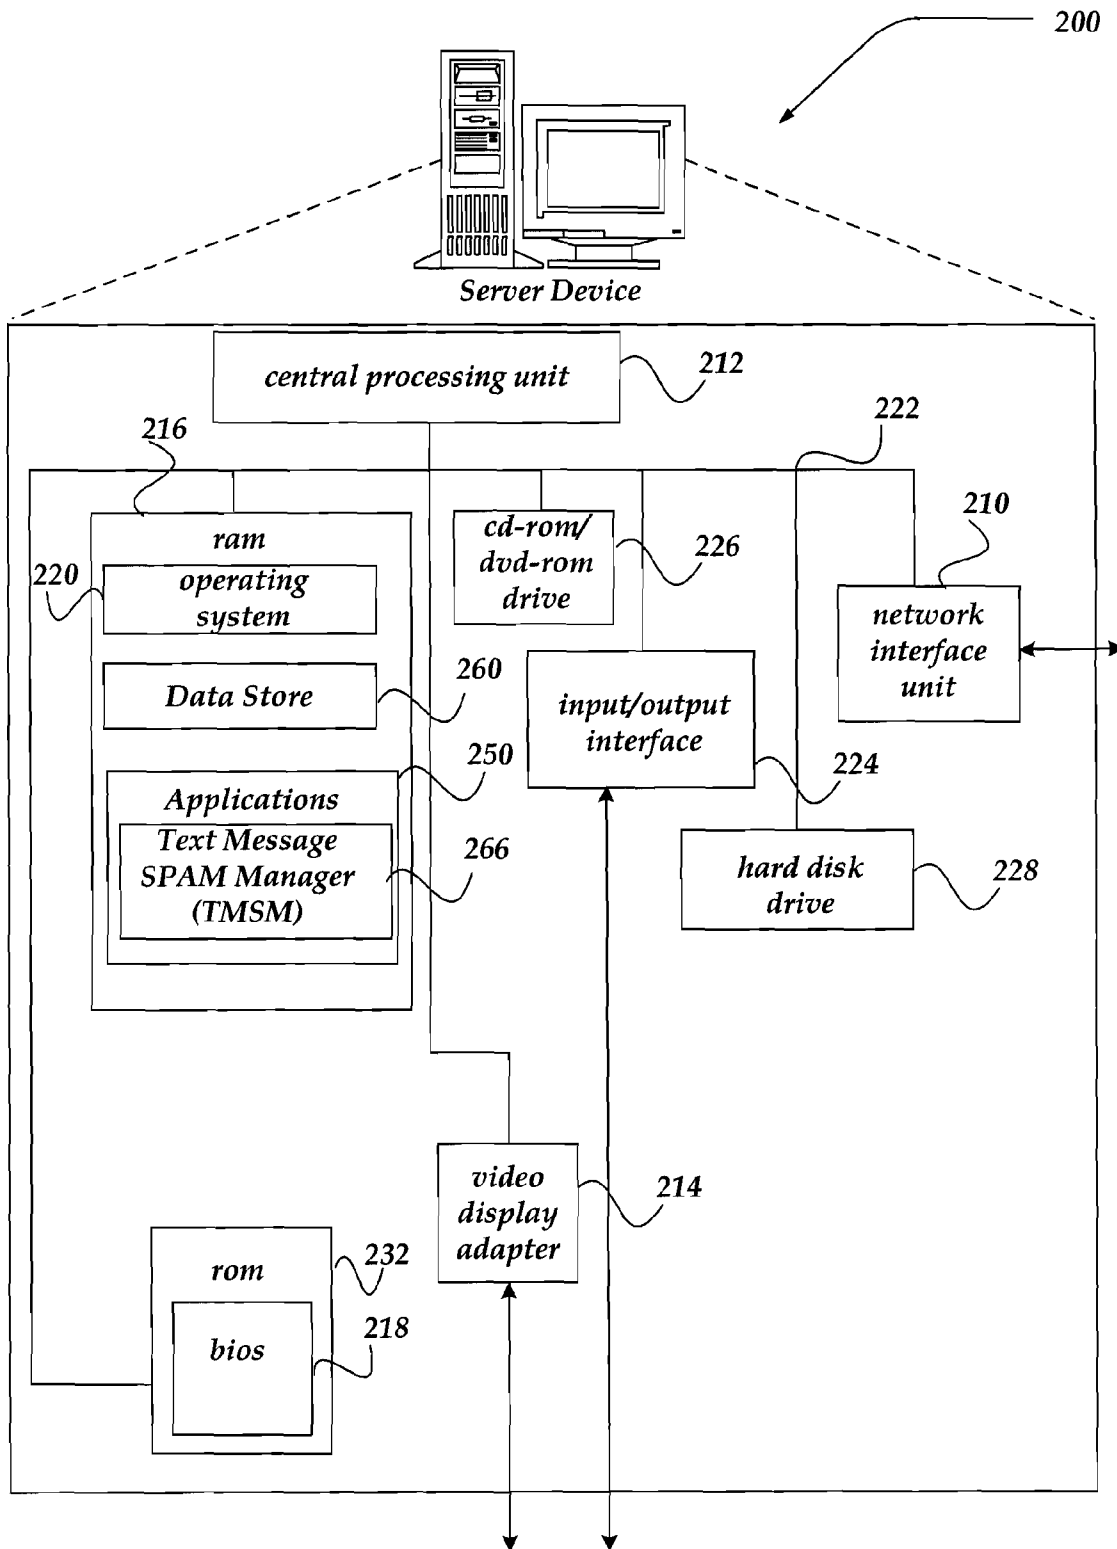 200
Server Device
central processing unit
212
216
222
ram
cd-rom/
dvd-rom
drive
226
210
220
operating
system
network
interface
unit
Data Store
260
input/output
interface
224
250
Applications
Text Message
SPAM Manager
(TMSM)
266
hard disk
drive
228
video
display
adapter
214
rom
232
bios
218